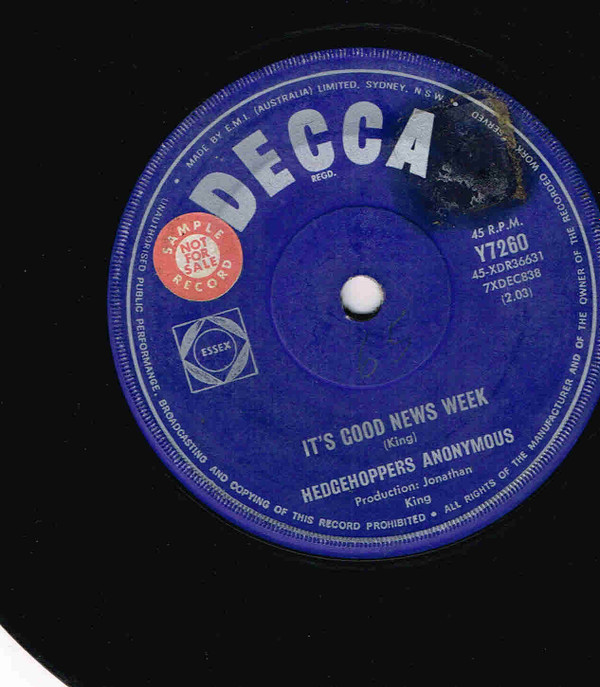 MADE BY E.M.I. (AUSTRALIA) LIMITED. SYDNEY, N.S.W.
DECCA
REGD.
SAMPLE
NOT
FOR
SALE
RECORD
45 R.P.M.
Y7260
45-XDR36631
7XDEC838
(2.03)
ESSEX
IT'S GOOD NEWS WEEK
(King)
HEDGEHOPPERS ANONYMOUS
Production: Jonathan
King
UNAUTHORISED PUBLIC PERFORMANCE, BROADCASTING AND COPYING OF THIS RECORD PROHIBITED • ALL RIGHTS OF THE MANUFACTURER AND OF THE OWNER OF THE RECORDED WORK